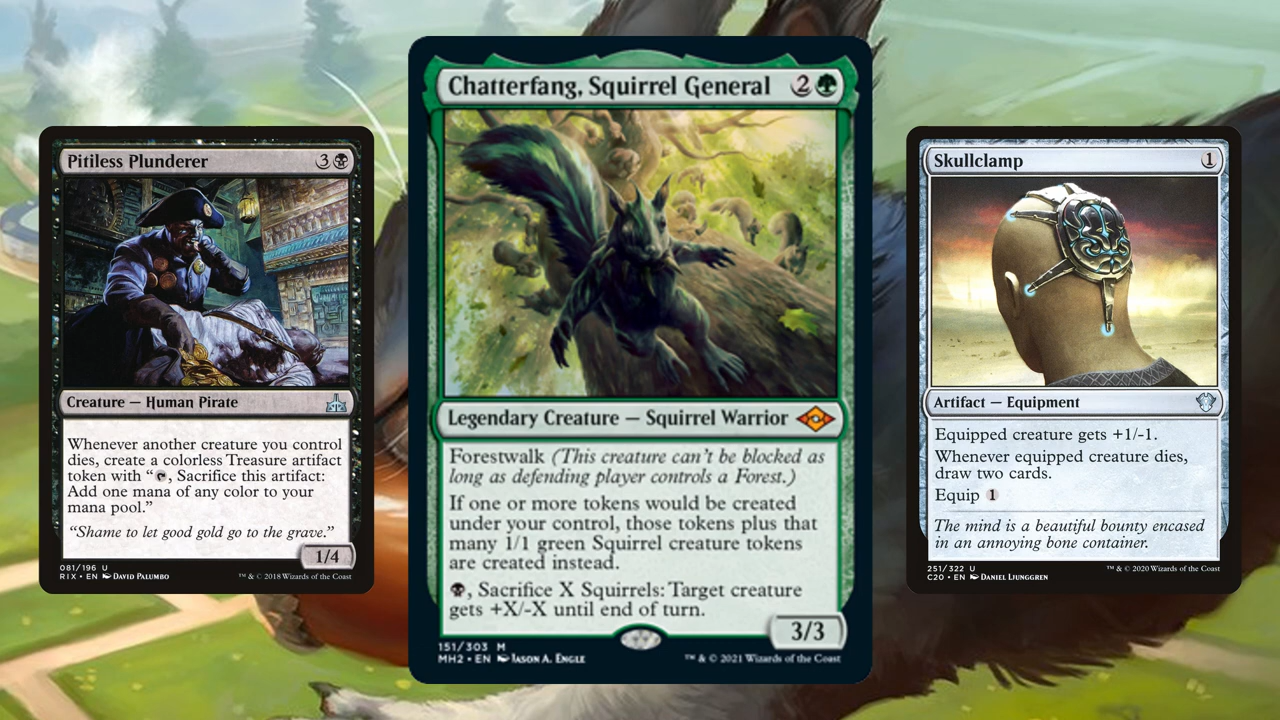 Pitiless Plunderer 3
Creature — Human Pirate
Whenever another creature you control
dies, create a colorless Treasure artifact
token with “, Sacrifice this artifact:
Add one mana of any color to your
mana pool.”
“Shame to let good gold go to the grave.”
1/4
081/196 U
RIX • EN David Palumbo ™ & © 2018 Wizards of the Coast
Chatterfang, Squirrel General 2
Legendary Creature — Squirrel Warrior
Forestwalk (This creature can’t be blocked as
long as defending player controls a Forest.)
If one or more tokens would be created
under your control, those tokens plus that
many 1/1 green Squirrel creature tokens
are created instead.
, Sacrifice X Squirrels: Target creature
gets +X/-X until end of turn.
3/3
151/303 M
MH2 • EN Jason A. Engle ™ & © 2021 Wizards of the Coast
Skullclamp 1
Artifact — Equipment
Equipped creature gets +1/-1.
Whenever equipped creature dies,
draw two cards.
Equip 1
The mind is a beautiful bounty encased
in an annoying bone container.
251/322 U
C20 • EN Daniel Ljunggren ™ & © 2020 Wizards of the Coast